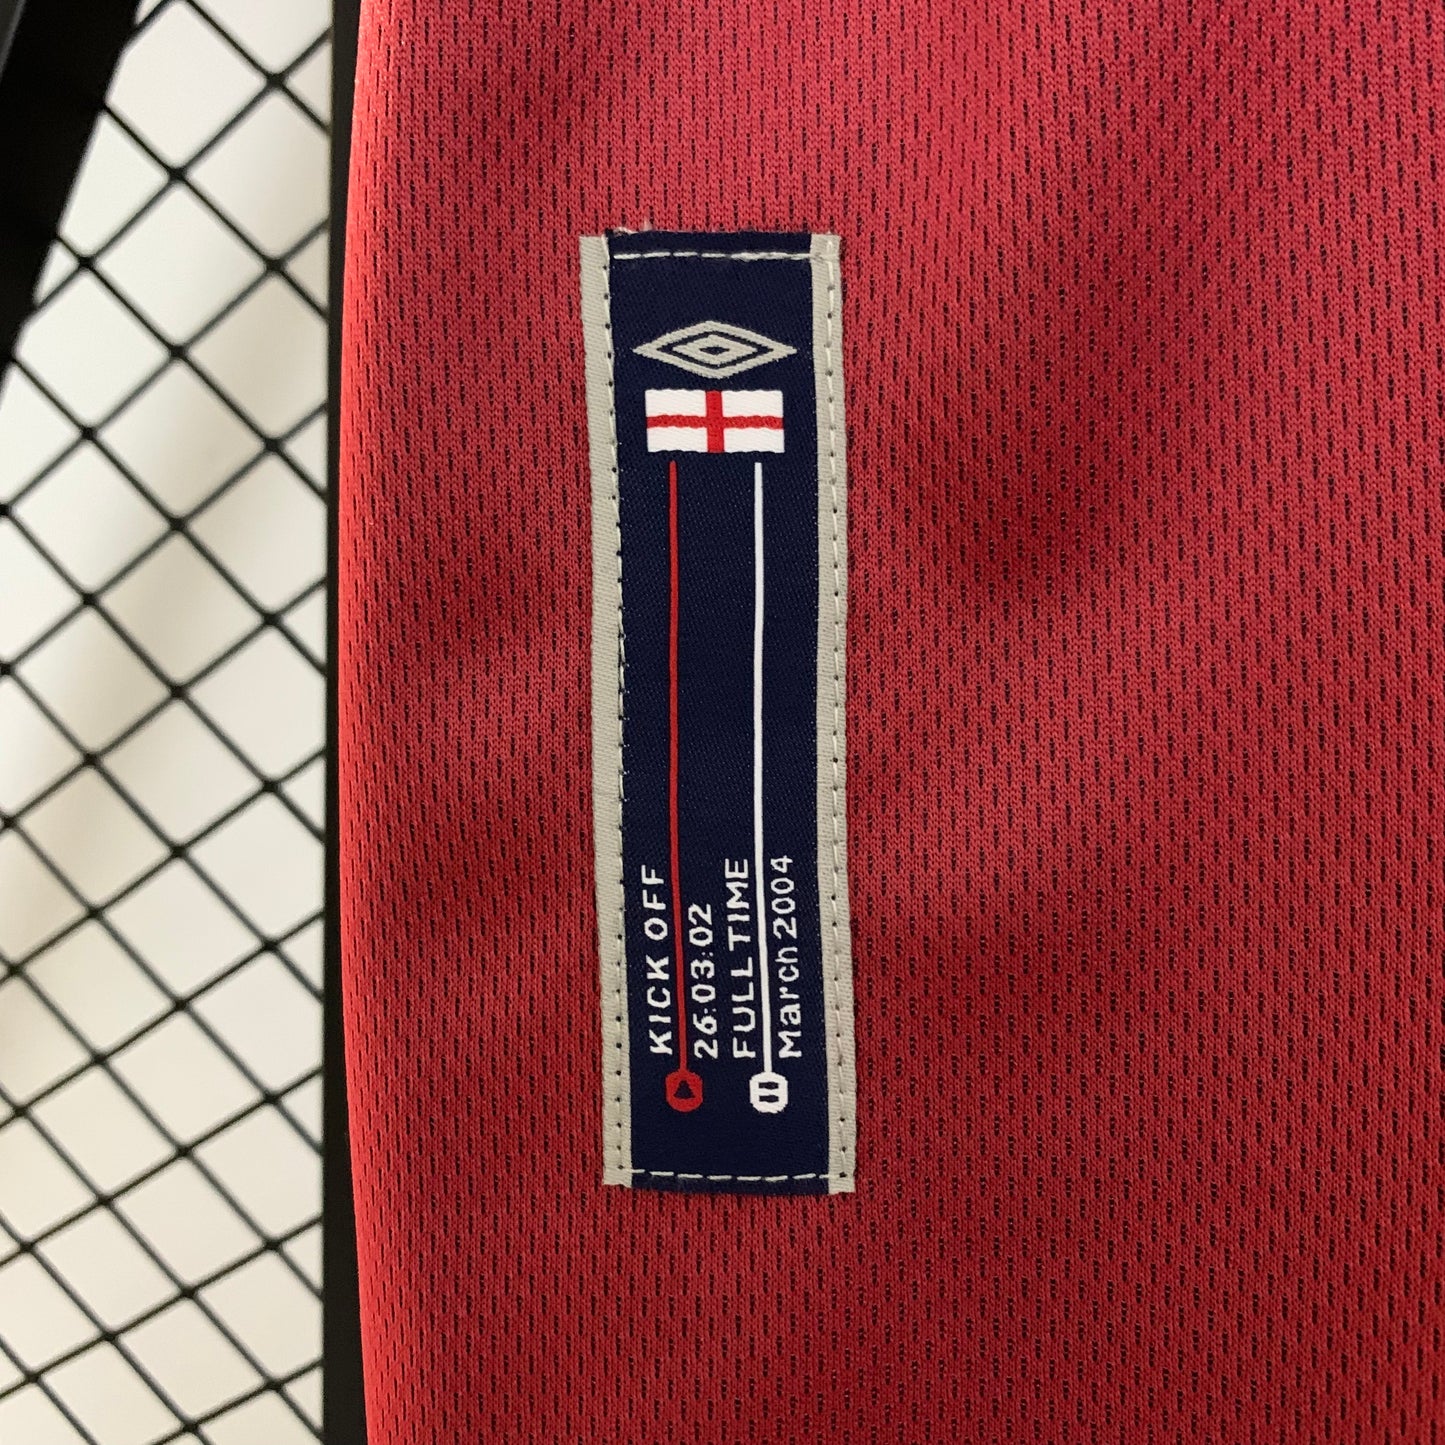 KICK OFF
26:03:02
FULL TIME
March 2004